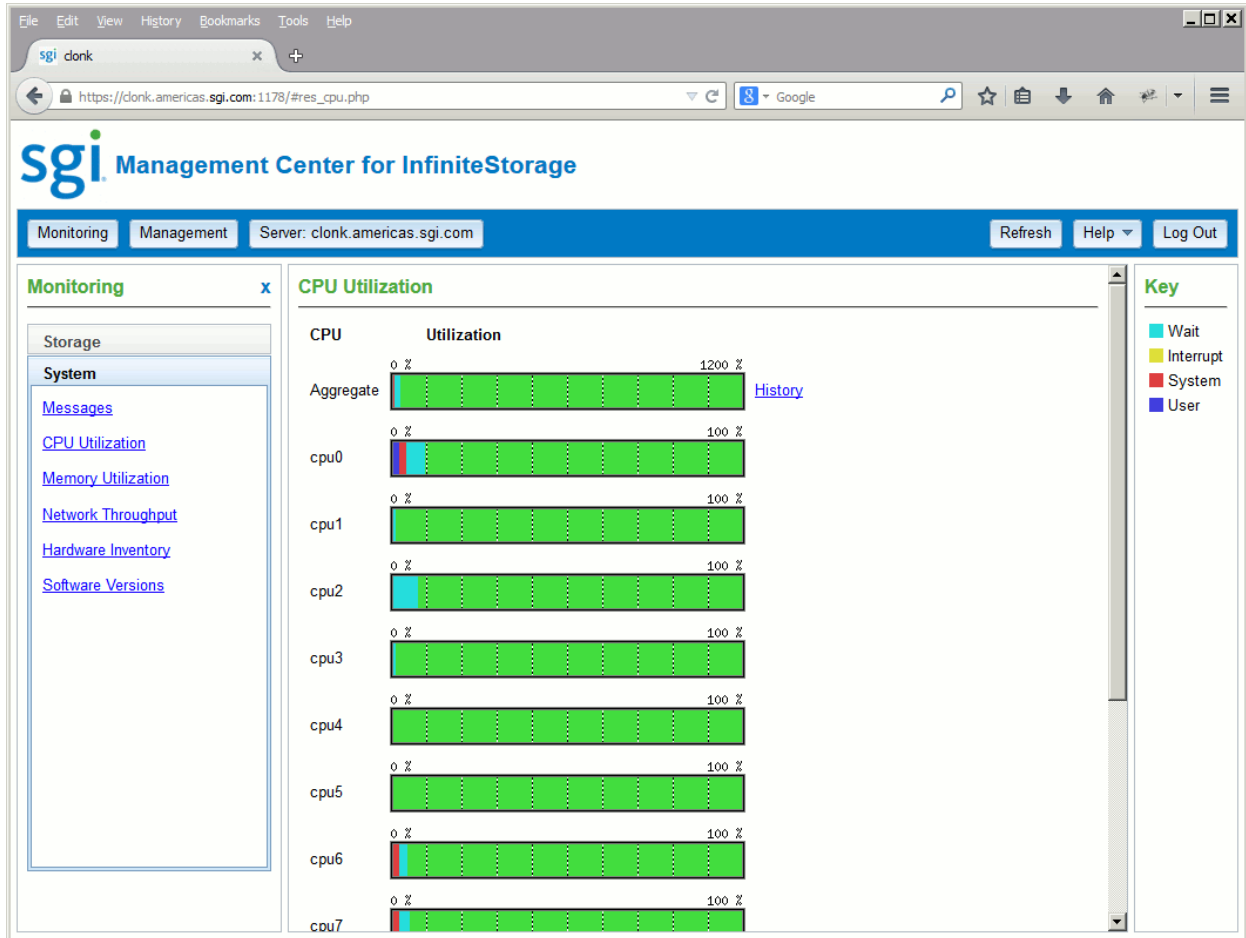 File Edit View History Bookmarks Tools Help
sgi clonk
https://clonk.americas.sgi.com:1178/#res_cpu.php
8 Google
sgi Management Center for InfiniteStorage
Monitoring Management Server: clonk.americas.sgi.com Refresh Help Log Out
Monitoring x
Storage
System
Messages
CPU Utilization
Memory Utilization
Network Throughput
Hardware Inventory
Software Versions
CPU Utilization
CPU Utilization
0 % 1200 %
Aggregate History
0 % 100 %
cpu0
0 % 100 %
cpu1
0 % 100 %
cpu2
0 % 100 %
cpu3
0 % 100 %
cpu4
0 % 100 %
cpu5
0 % 100 %
cpu6
0 % 100 %
cpu7
Key
Wait
Interrupt
System
User